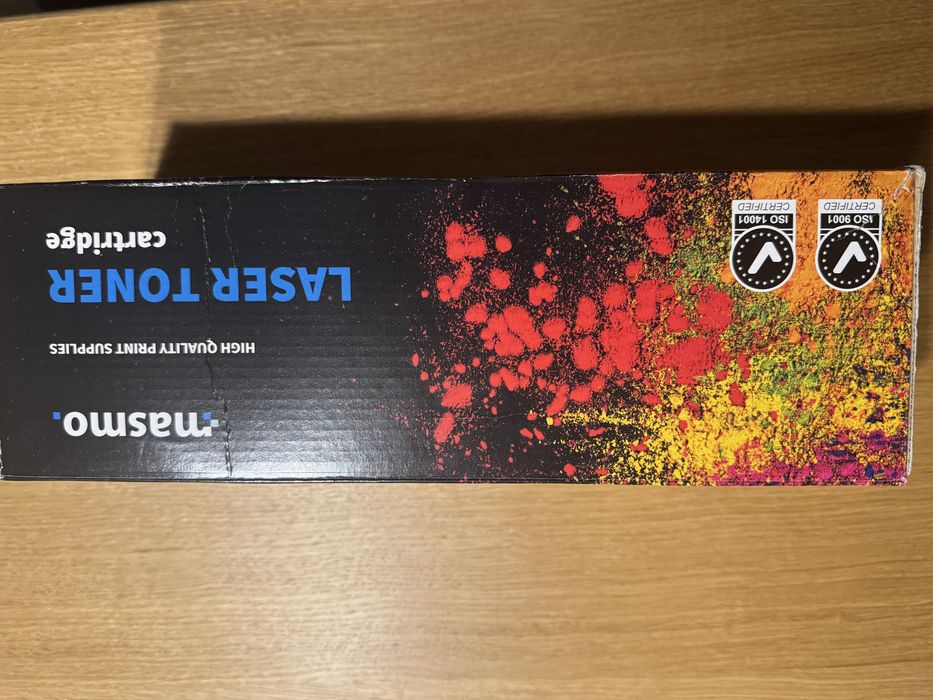 masmo.
HIGH QUALITY PRINT SUPPLIES
LASER TONER
cartridge
ISO 9001
CERTIFIED
ISO 14001
CERTIFIED